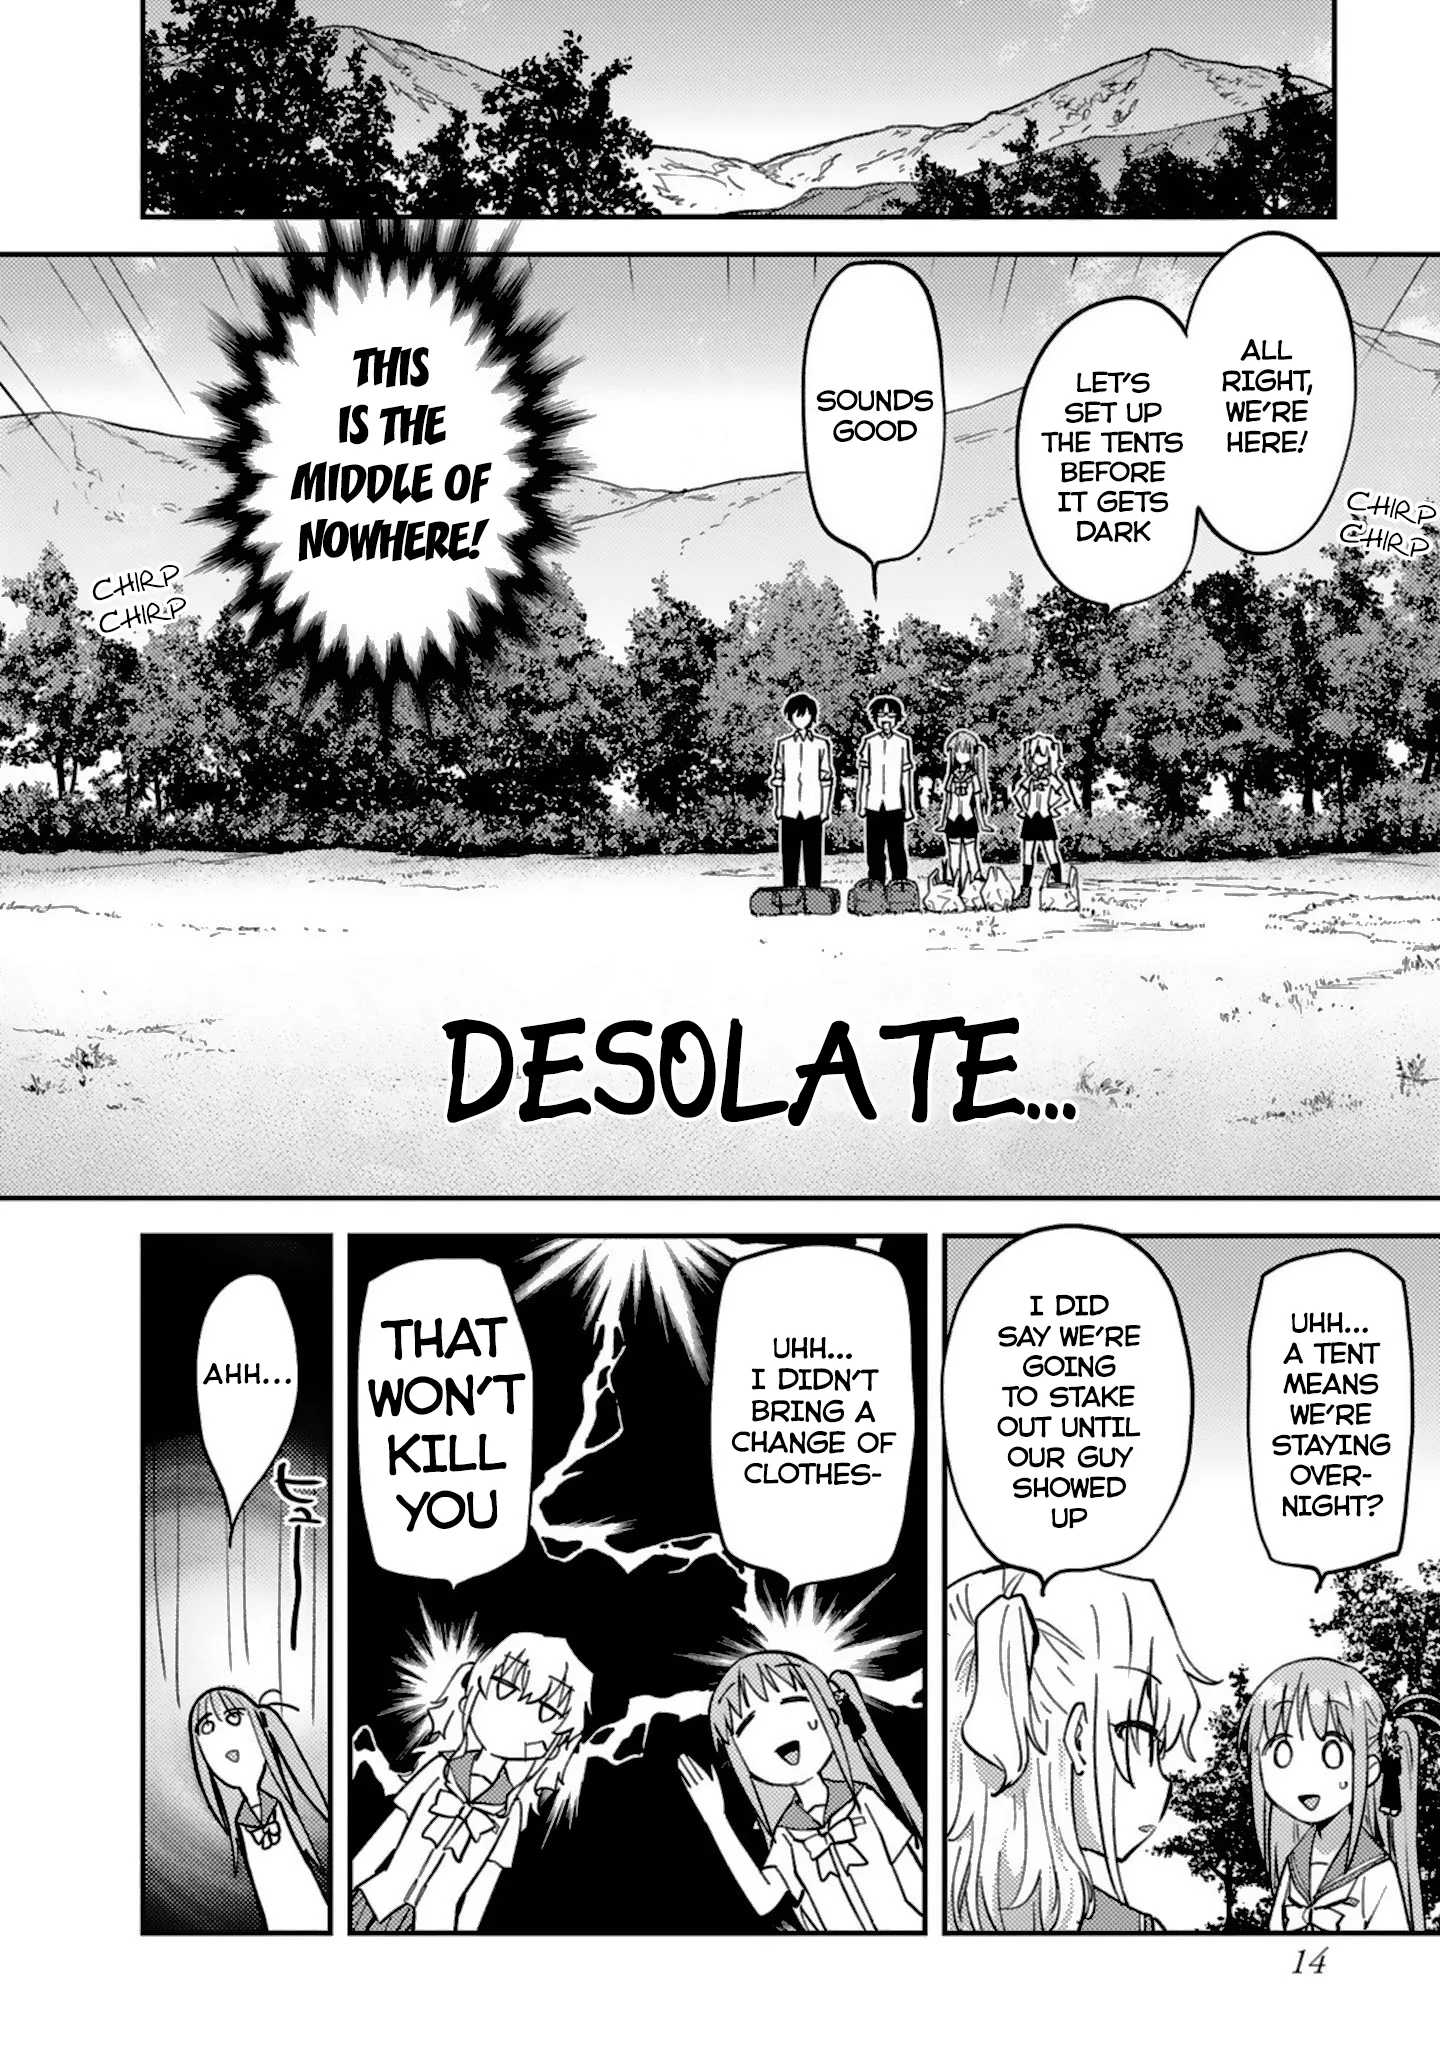 ALL
RIGHT,
WE'RE
HERE!
LET'S
SET UP
THE TENTS
BEFORE
IT GETS
DARK
SOUNDS
GOOD
CHIRP
CHIRP
THIS
IS THE
MIDDLE OF
NOWHERE!
CHIRP
CHIRP
DESOLATE...
UHH...
A TENT
MEANS
WE'RE
STAYING
OVER-
NIGHT?
I DID
SAY WE'RE
GOING
TO STAKE
OUT UNTIL
OUR GUY
SHOWED
UP
UHH...
I DIDN'T
BRING A
CHANGE OF
CLOTHES-
THAT
WON'T
KILL
YOU
AHH...
14